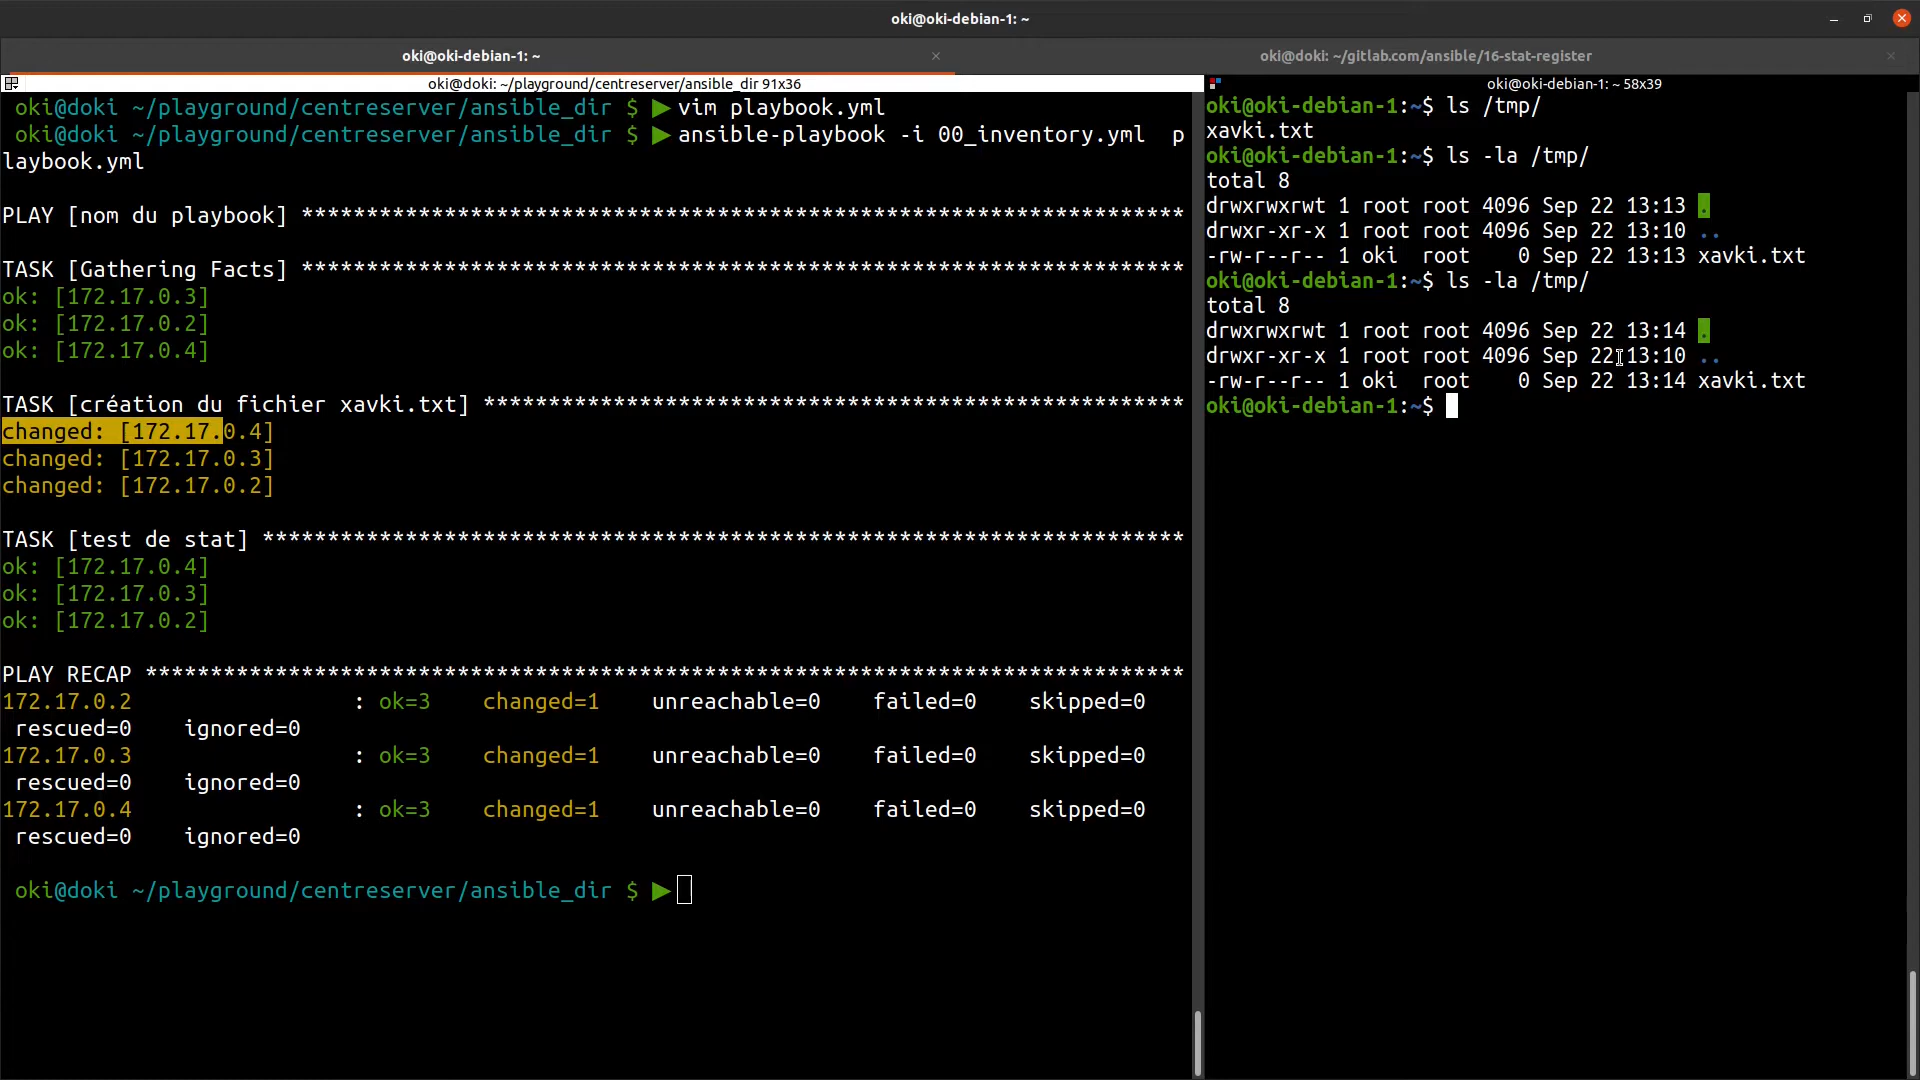 oki@oki-debian-1: ~
oki@oki-debian-1: ~
oki@doki: ~/gitlab.com/ansible/16-stat-register
oki@doki: ~/playground/centreserver/ansible_dir 91x36
oki@doki ~/playground/centreserver/ansible_dir $ ▶vim playbook.yml
oki@doki ~/playground/centreserver/ansible_dir $ ▶ansible-playbook -i 00_inventory.yml  p
laybook.yml
PLAY [nom du playbook] ********************************************************************
TASK [Gathering Facts] ********************************************************************
ok: [172.17.0.3]
ok: [172.17.0.2]
ok: [172.17.0.4]
TASK [création du fichier xavki.txt] ******************************************************
changed: [172.17.0.4]
changed: [172.17.0.3]
changed: [172.17.0.2]
TASK [test de stat] ***********************************************************************
ok: [172.17.0.4]
ok: [172.17.0.3]
ok: [172.17.0.2]
PLAY RECAP ********************************************************************************
172.17.0.2                 : ok=3    changed=1    unreachable=0    failed=0    skipped=0
 rescued=0    ignored=0
172.17.0.3                 : ok=3    changed=1    unreachable=0    failed=0    skipped=0
 rescued=0    ignored=0
172.17.0.4                 : ok=3    changed=1    unreachable=0    failed=0    skipped=0
 rescued=0    ignored=0
oki@doki ~/playground/centreserver/ansible_dir $ ▶
oki@oki-debian-1: ~ 58x39
oki@oki-debian-1:~$ ls /tmp/
xavki.txt
oki@oki-debian-1:~$ ls -la /tmp/
total 8
drwxrwxrwt 1 root root 4096 Sep 22 13:13 .
drwxr-xr-x 1 root root 4096 Sep 22 13:10 ..
-rw-r--r-- 1 oki  root    0 Sep 22 13:13 xavki.txt
oki@oki-debian-1:~$ ls -la /tmp/
total 8
drwxrwxrwt 1 root root 4096 Sep 22 13:14 .
drwxr-xr-x 1 root root 4096 Sep 22 13:10 ..
-rw-r--r-- 1 oki  root    0 Sep 22 13:14 xavki.txt
oki@oki-debian-1:~$